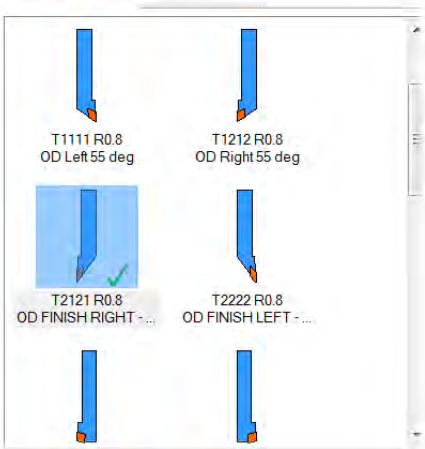 T1111 R0.8
OD Left 55 deg
T1212 R0.8
OD Right 55 deg
T2121 R0.8
OD FINISH RIGHT - ...
T2222 R0.8
OD FINISH LEFT - ...